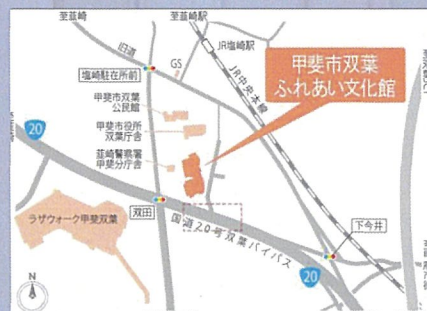 至韮崎
至韮崎駅
旧道
JR塩崎駅
塩崎駐在所前
GS
JR中央本線
甲斐市双葉
ふれあい文化館
甲斐市双葉
公民館
甲斐市役所
双葉庁舎
韮崎警察署
甲斐分庁舎
20
ラザウォーク甲斐双葉
双田
国道20号双葉バイパス
下今井
20
N